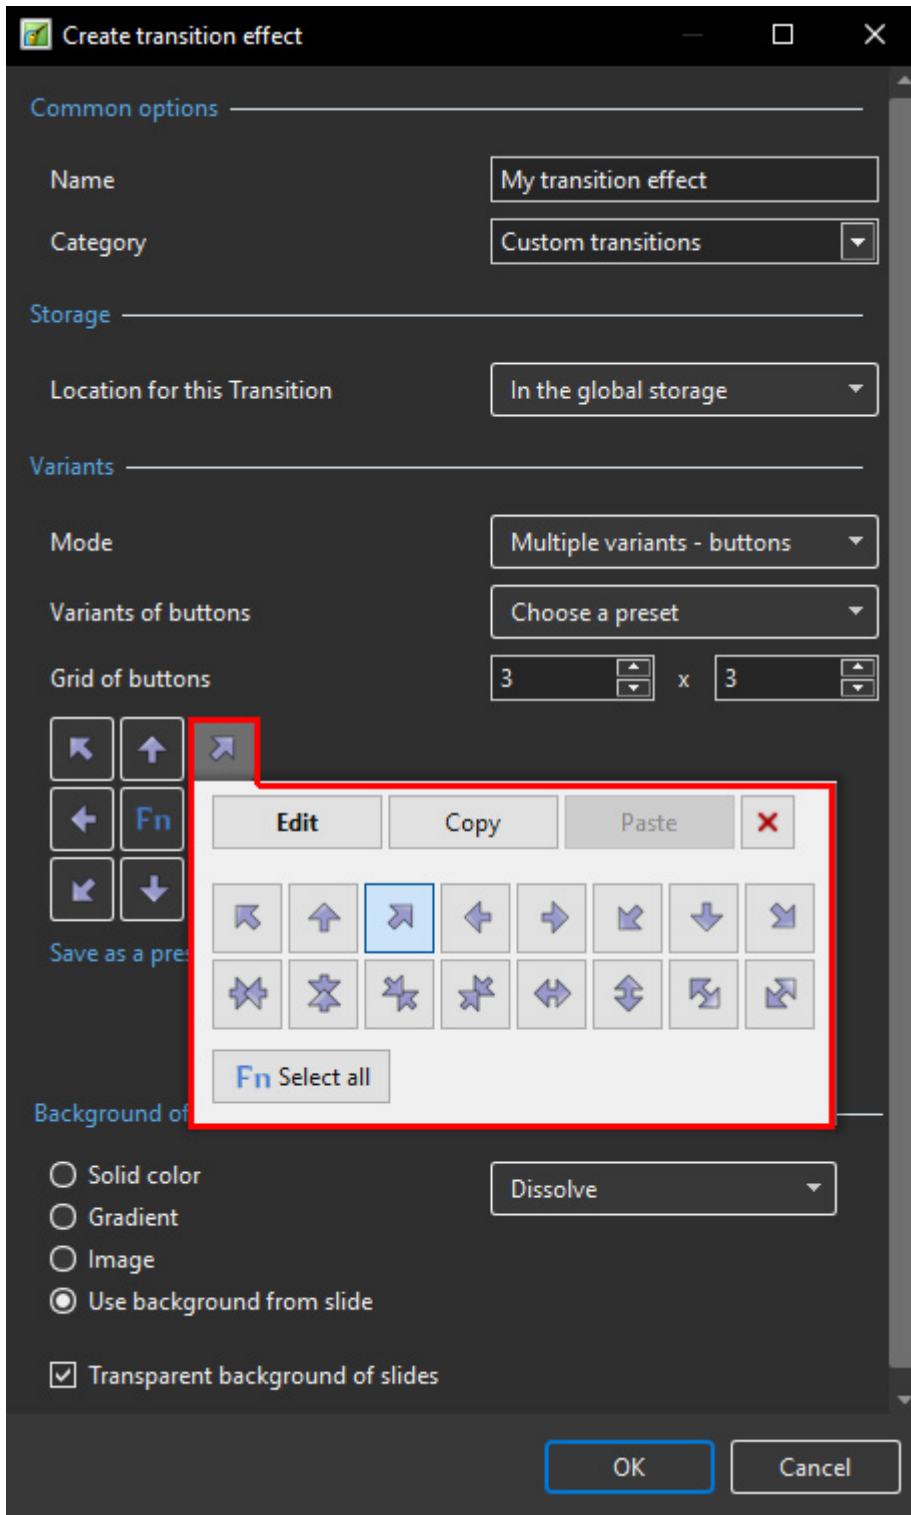 Create transition effect
Common options
Name My transition effect
Category Custom transitions
Storage
Location for this Transition In the global storage
Variants
Mode Multiple variants - buttons
Variants of buttons Choose a preset
Grid of buttons 3 x 3
Edit Copy Paste
Fn
Save as a pres
Fn Select all
Background of
Solid color Dissolve
Gradient
Image
Use background from slide
Transparent background of slides
OK Cancel